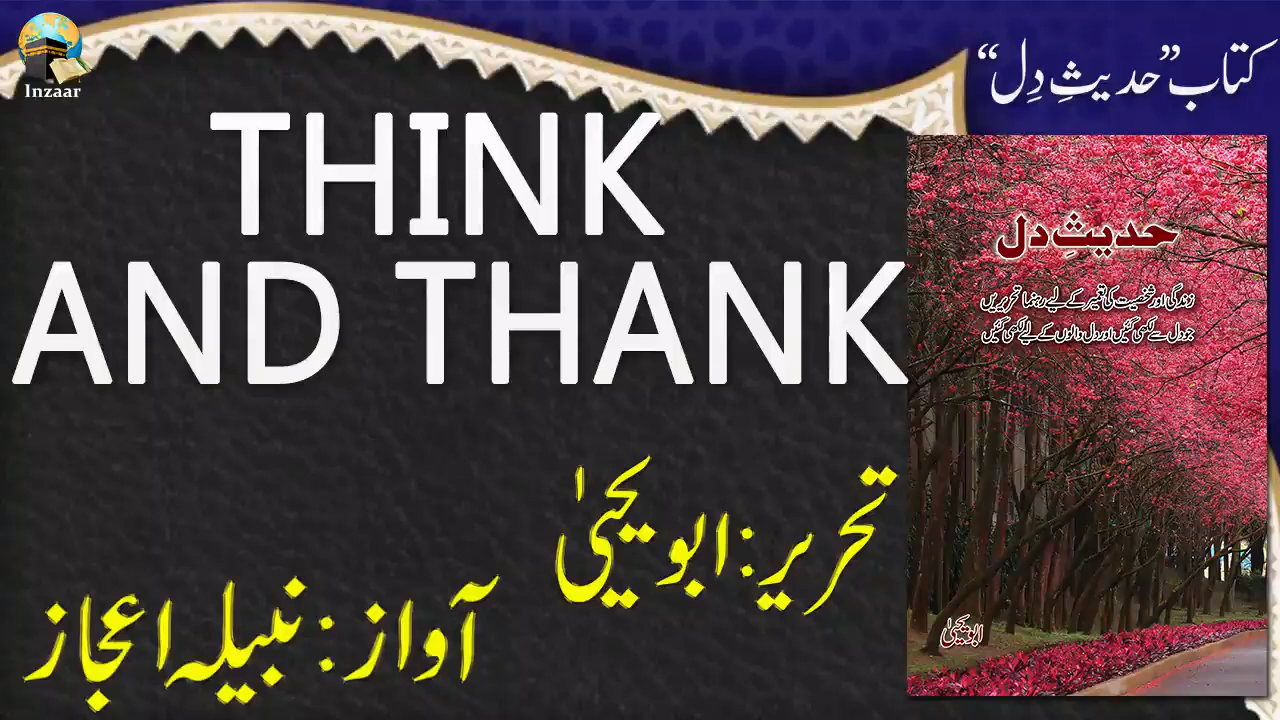 Inzaar
کتاب ”حدیثِ دِل“
THINK
AND THANK
حدیثِ دل
زندگی اور شخصیت کی تعمیر کے لیے رہنما تحریریں
جو دل سے لکھی گئیں اور دل والوں کے لیے لکھی گئیں
ابویحییٰ
تحریر: ابویحییٰ
آواز: نبیلہ اعجاز